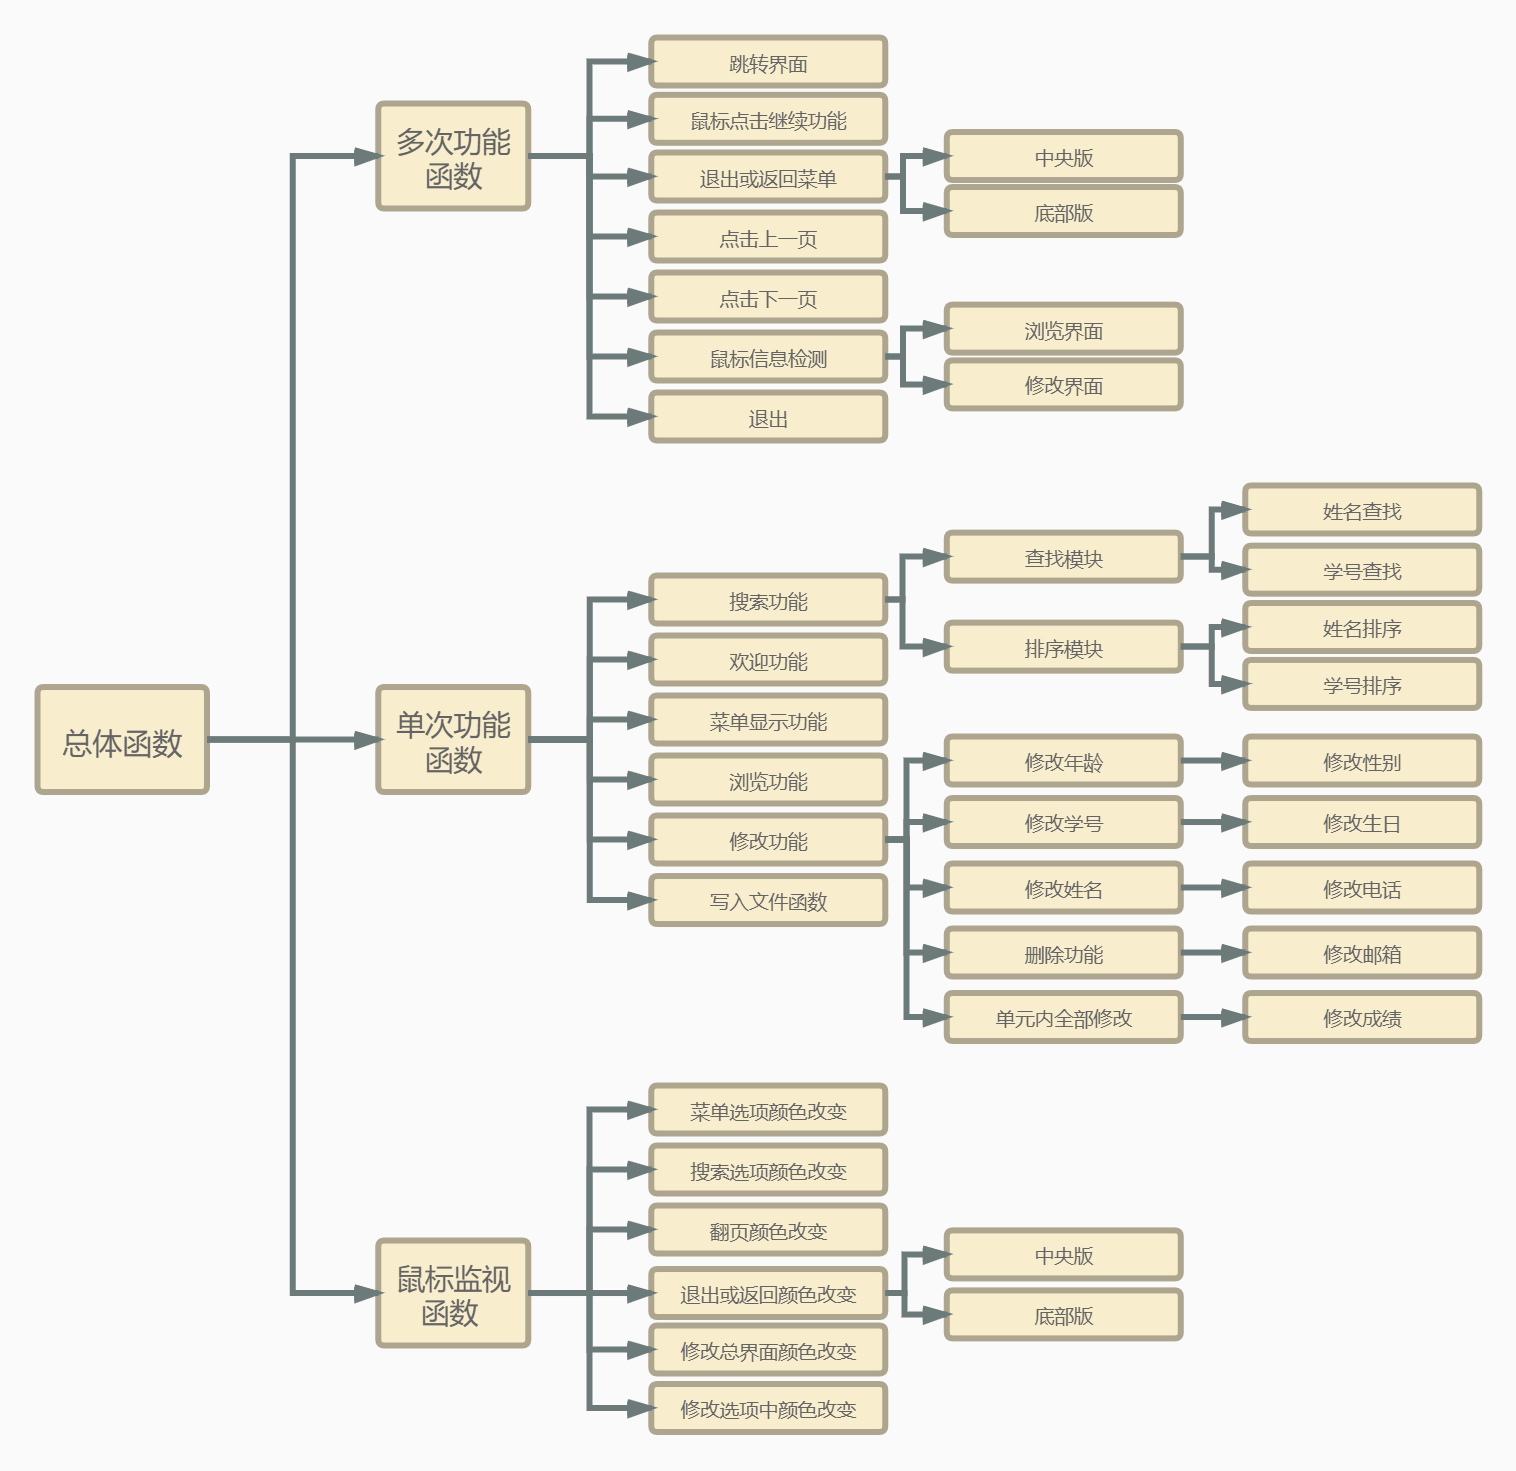 总体函数
多次功能
函数
跳转界面
鼠标点击继续功能
退出或返回菜单
中央版
底部版
点击上一页
点击下一页
鼠标信息检测
浏览界面
修改界面
退出
单次功能
函数
搜索功能
查找模块
姓名查找
学号查找
排序模块
姓名排序
学号排序
欢迎功能
菜单显示功能
浏览功能
修改功能
修改年龄
修改性别
修改学号
修改生日
修改姓名
修改电话
删除功能
修改邮箱
单元内全部修改
修改成绩
写入文件函数
鼠标监视
函数
菜单选项颜色改变
搜索选项颜色改变
翻页颜色改变
退出或返回颜色改变
中央版
底部版
修改总界面颜色改变
修改选项中颜色改变